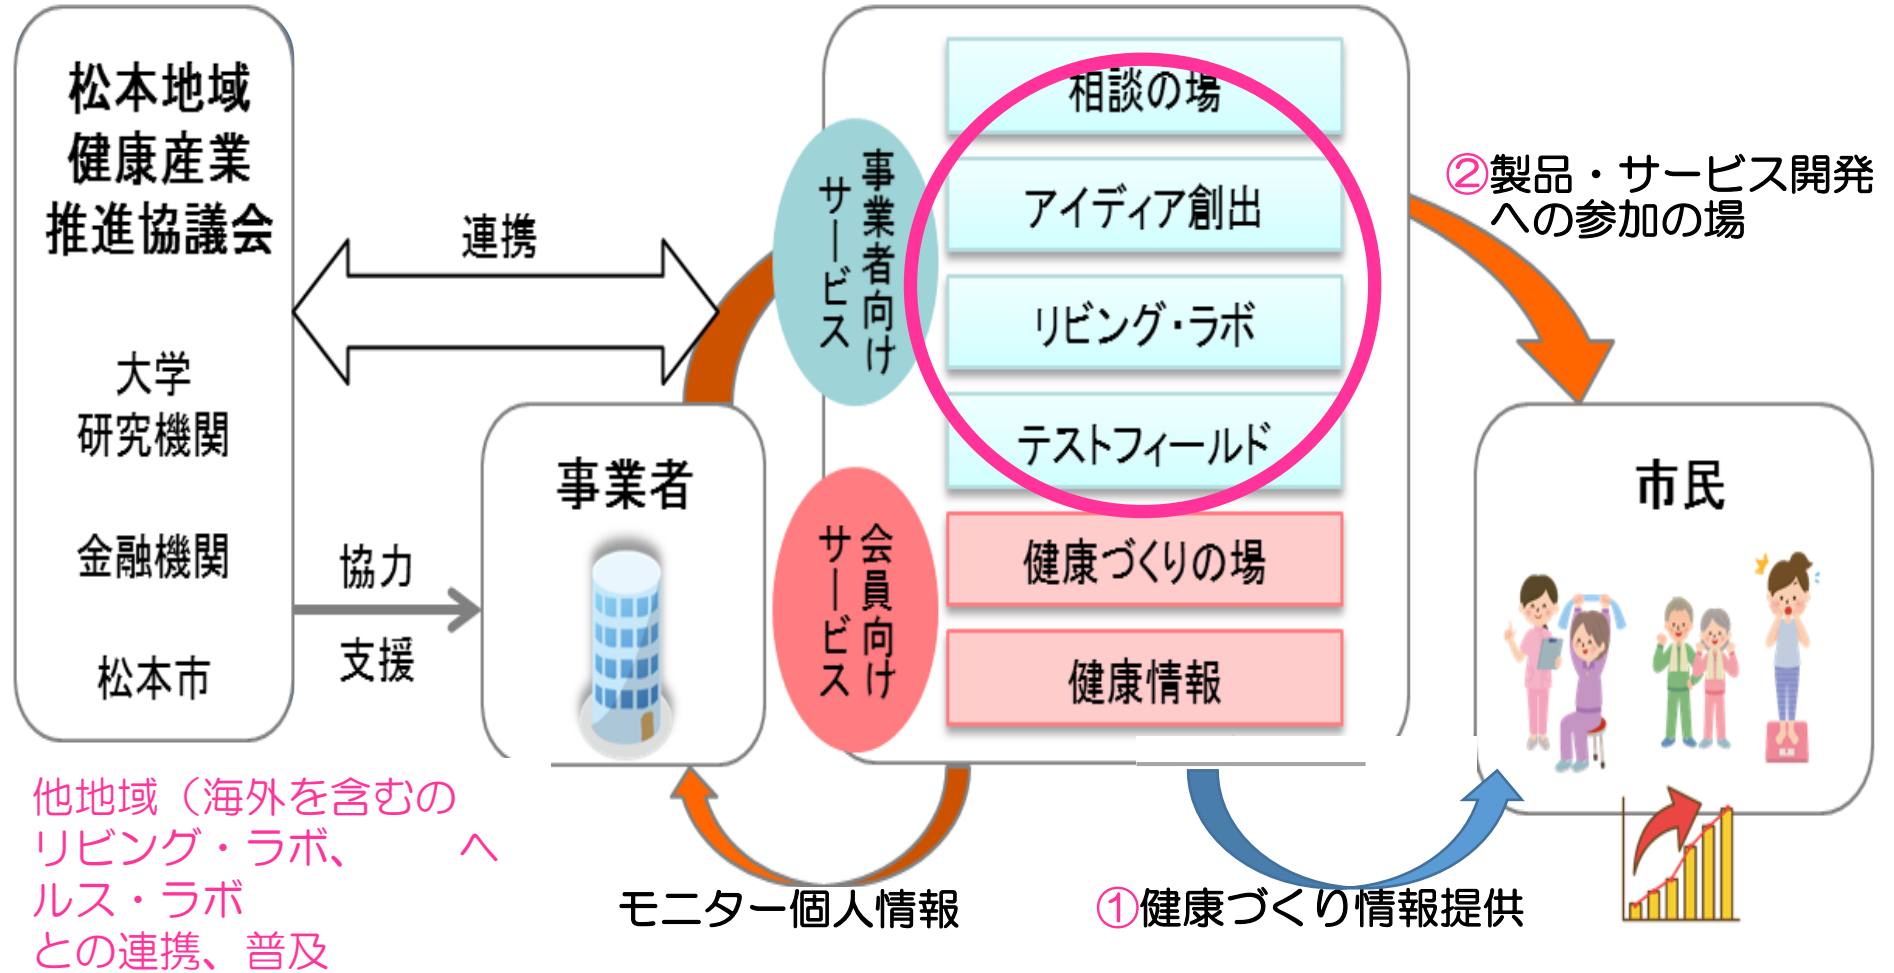 松本地域
健康産業
推進協議会
大学
研究機関
金融機関
松本市
連携
協力
支援
事業者
事業者向け
サービス
会員向け
サービス
相談の場
アイディア創出
リビング・ラボ
テストフィールド
健康づくりの場
健康情報
②製品・サービス開発
への参加の場
市民
他地域（海外を含むの
リビング・ラボ、　　へ
ルス・ラボ
との連携、普及
モニター個人情報
①健康づくり情報提供